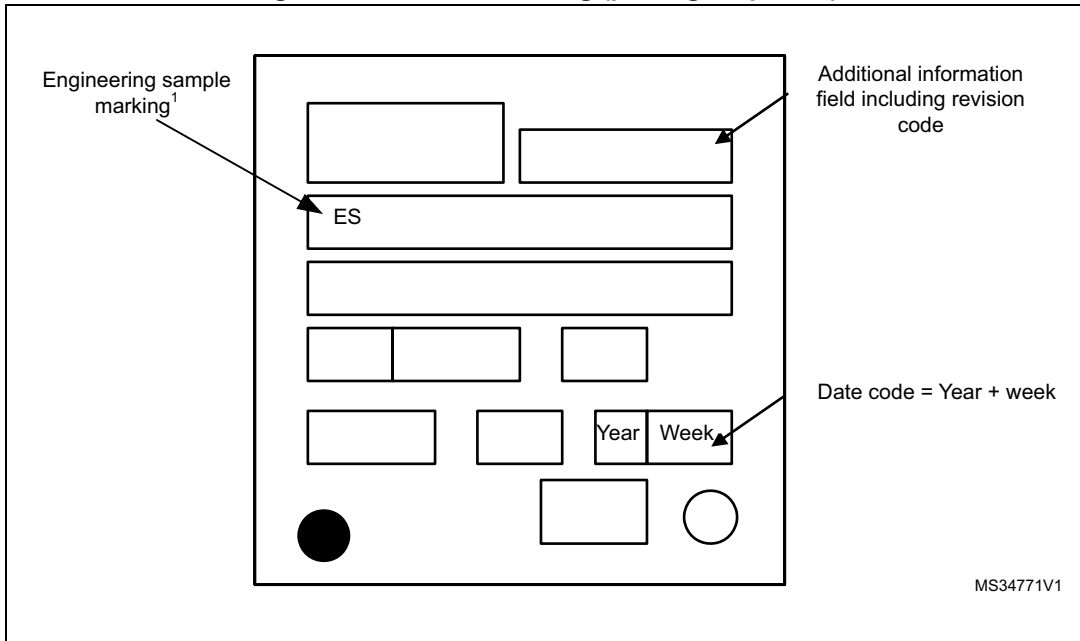 Engineering sample
marking1
Additional information
field including revision
code
ES
Date code = Year + week
Year Week
MS34771V1